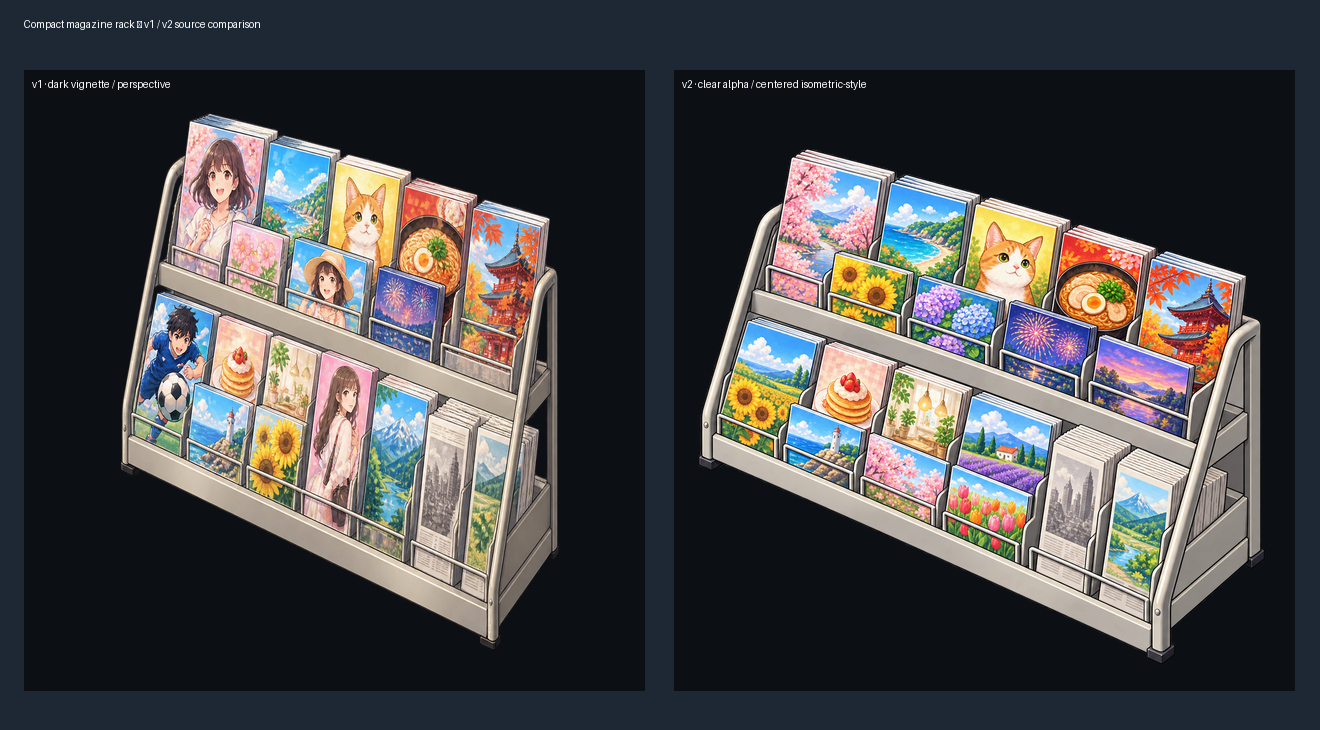 Compact magazine rack □ v1 / v2 source comparison
v1 · dark vignette / perspective
v2 · clear alpha / centered isometric-style